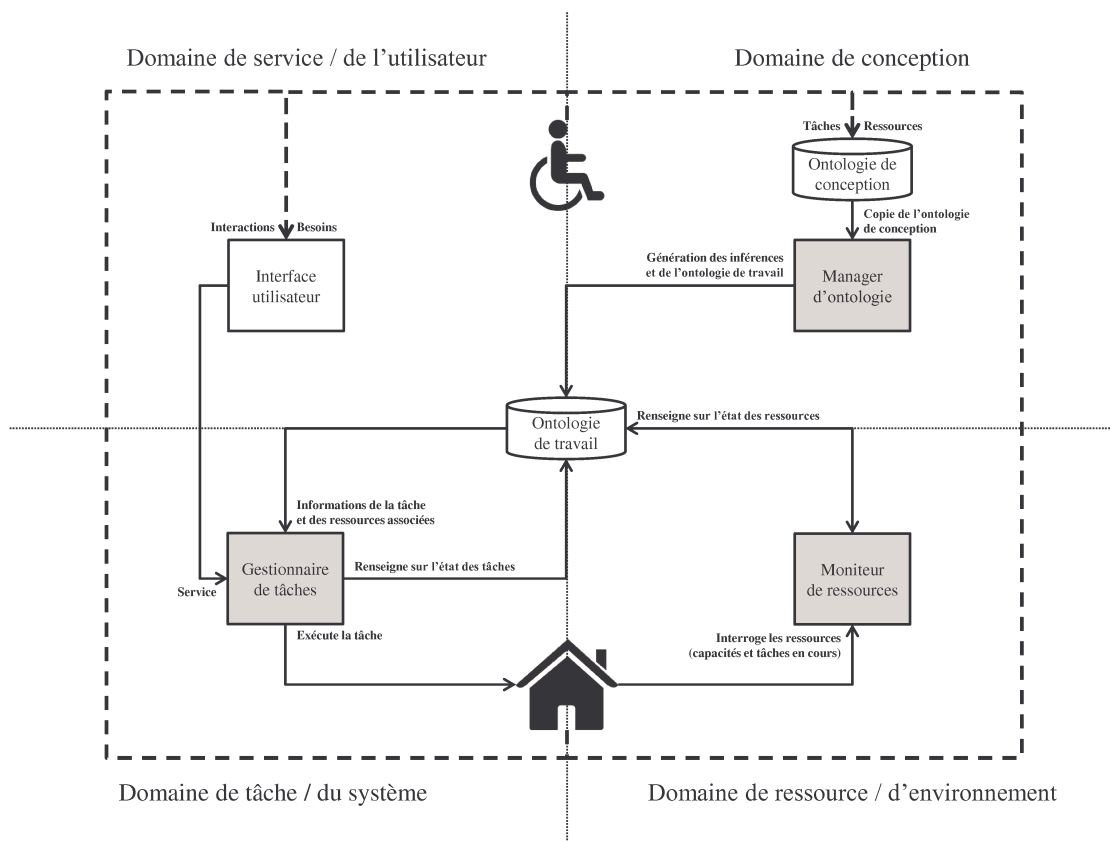 Domaine de service / de l’utilisateur
Domaine de conception
Tâches
Ressources
Ontologie de
conception
Copie de l’ontologie
de conception
Interactions
Besoins
Interface
utilisateur
Génération des inférences
et de l’ontologie de travail
Manager
d’ontologie
Ontologie
de travail
Renseigne sur l’état des ressources
Informations de la tâche
et des ressources associées
Gestionnaire
de tâches
Renseigne sur l’état des tâches
Service
Exécute la tâche
Moniteur
de ressources
Interroge les ressources
(capacités et tâches en cours)
Domaine de tâche / du système
Domaine de ressource / d’environnement